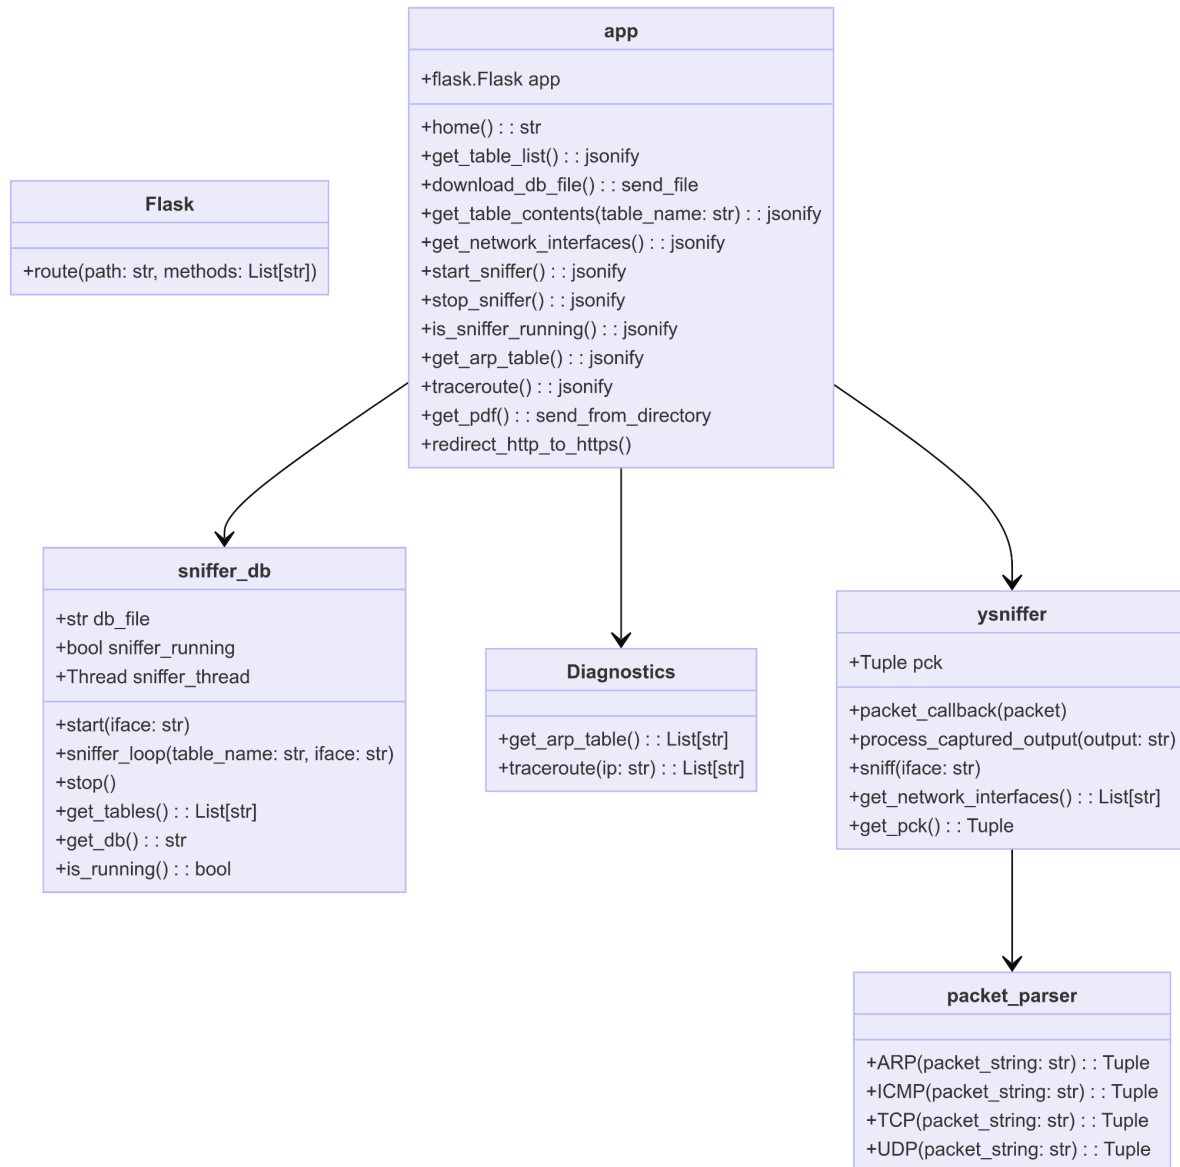 app
+flask.Flask app
+home() : : str
+get_table_list() : : jsonify
+download_db_file() : : send_file
+get_table_contents(table_name: str) : : jsonify
+get_network_interfaces() : : jsonify
+start_sniffer() : : jsonify
+stop_sniffer() : : jsonify
+is_sniffer_running() : : jsonify
+get_arp_table() : : jsonify
+traceroute() : : jsonify
+get_pdf() : : send_from_directory
+redirect_http_to_https()
Flask
+route(path: str, methods: List[str])
sniffer_db
+str db_file
+bool sniffer_running
+Thread sniffer_thread
+start(iface: str)
+sniffer_loop(table_name: str, iface: str)
+stop()
+get_tables() : : List[str]
+get_db() : : str
+is_running() : : bool
Diagnostics
+get_arp_table() : : List[str]
+traceroute(ip: str) : : List[str]
ysniffer
+Tuple pck
+packet_callback(packet)
+process_captured_output(output: str)
+sniff(iface: str)
+get_network_interfaces() : : List[str]
+get_pck() : : Tuple
packet_parser
+ARP(packet_string: str) : : Tuple
+ICMP(packet_string: str) : : Tuple
+TCP(packet_string: str) : : Tuple
+UDP(packet_string: str) : : Tuple